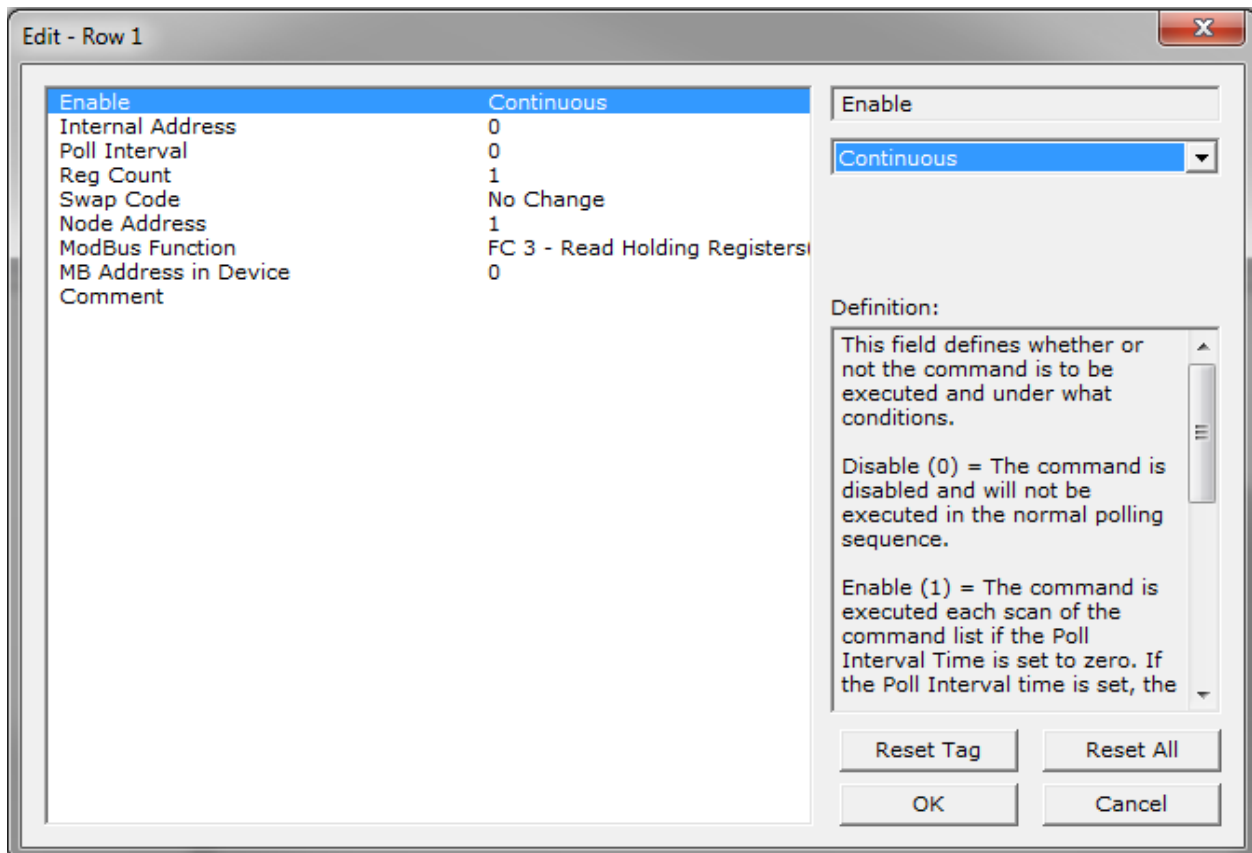 Edit - Row 1
X
Enable Continuous
Internal Address 0
Poll Interval 0
Reg Count 1
Swap Code No Change
Node Address 1
ModBus Function FC 3 - Read Holding Registers(
MB Address in Device 0
Comment
Enable
Continuous
Definition:
This field defines whether or
not the command is to be
executed and under what
conditions.
Disable (0) = The command is
disabled and will not be
executed in the normal polling
sequence.
Enable (1) = The command is
executed each scan of the
command list if the Poll
Interval Time is set to zero. If
the Poll Interval time is set, the
Reset Tag Reset All
OK Cancel